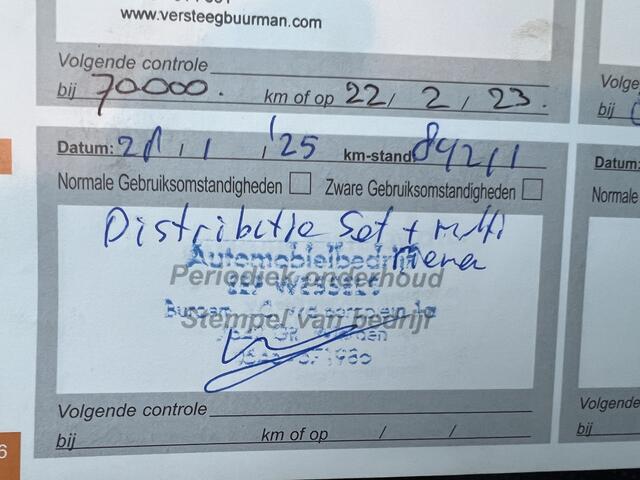 www.versteegbuurman.com
Volgende controle
bij 70000. km of op 22 / 2 / 23. Volge
bij
Datum: / 1 / '25 km-stand 89211 Datum:
Normale Gebruiksomstandigheden Zware Gebruiksomstandigheden Normale
Distributie Set + multi
Automobielbedrijf riemen
Periodiek onderhoud
Stempel van bedrijf
Volgende controle Volgende
bij km of op / / bij
6